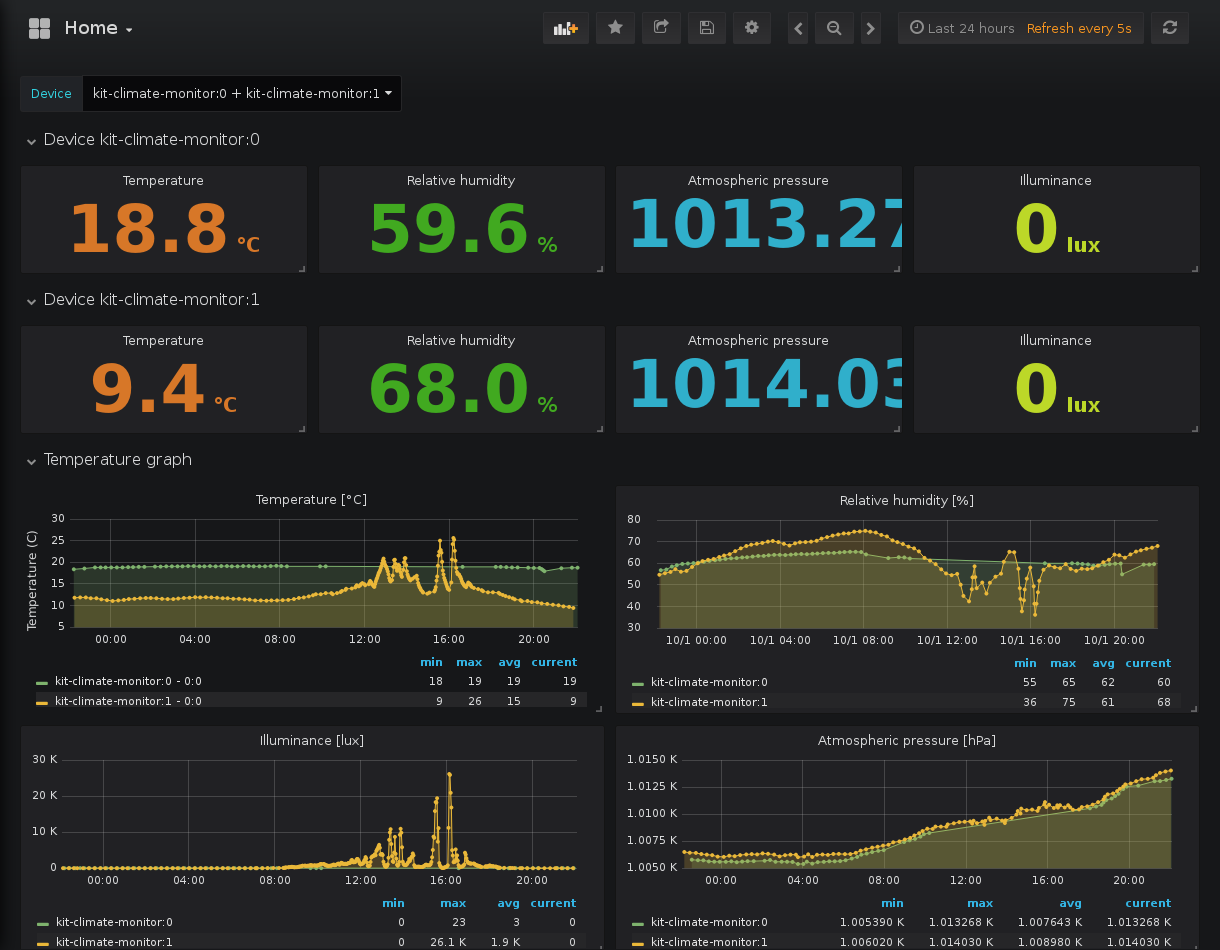 Home
Last 24 hours Refresh every 5s
Device kit-climate-monitor:0 + kit-climate-monitor:1
Device kit-climate-monitor:0
Temperature Relative humidity Atmospheric pressure Illuminance
18.8 °C 59.6 % 1013.27 0 lux
Device kit-climate-monitor:1
Temperature Relative humidity Atmospheric pressure Illuminance
9.4 °C 68.0 % 1014.03 0 lux
Temperature graph
Temperature [°C]
Temperature (C)
30
25
20
15
10
5
00:00 04:00 08:00 12:00 16:00 20:00
min max avg current
kit-climate-monitor:0 - 0:0 18 19 19 19
kit-climate-monitor:1 - 0:0 9 26 15 9
Relative humidity [%]
80
70
60
50
40
30
10/1 00:00 10/1 04:00 10/1 08:00 10/1 12:00 10/1 16:00 10/1 20:00
min max avg current
kit-climate-monitor:0 55 65 62 60
kit-climate-monitor:1 36 75 61 68
Illuminance [lux]
30 K
20 K
10 K
0
00:00 04:00 08:00 12:00 16:00 20:00
min max avg current
kit-climate-monitor:0 0 23 3 0
kit-climate-monitor:1 0 26.1 K 1.9 K 0
Atmospheric pressure [hPa]
1.0150 K
1.0125 K
1.0100 K
1.0075 K
1.0050 K
00:00 04:00 08:00 12:00 16:00 20:00
min max avg current
kit-climate-monitor:0 1.005390 K 1.013268 K 1.007643 K 1.013268 K
kit-climate-monitor:1 1.006020 K 1.014030 K 1.008980 K 1.014030 K